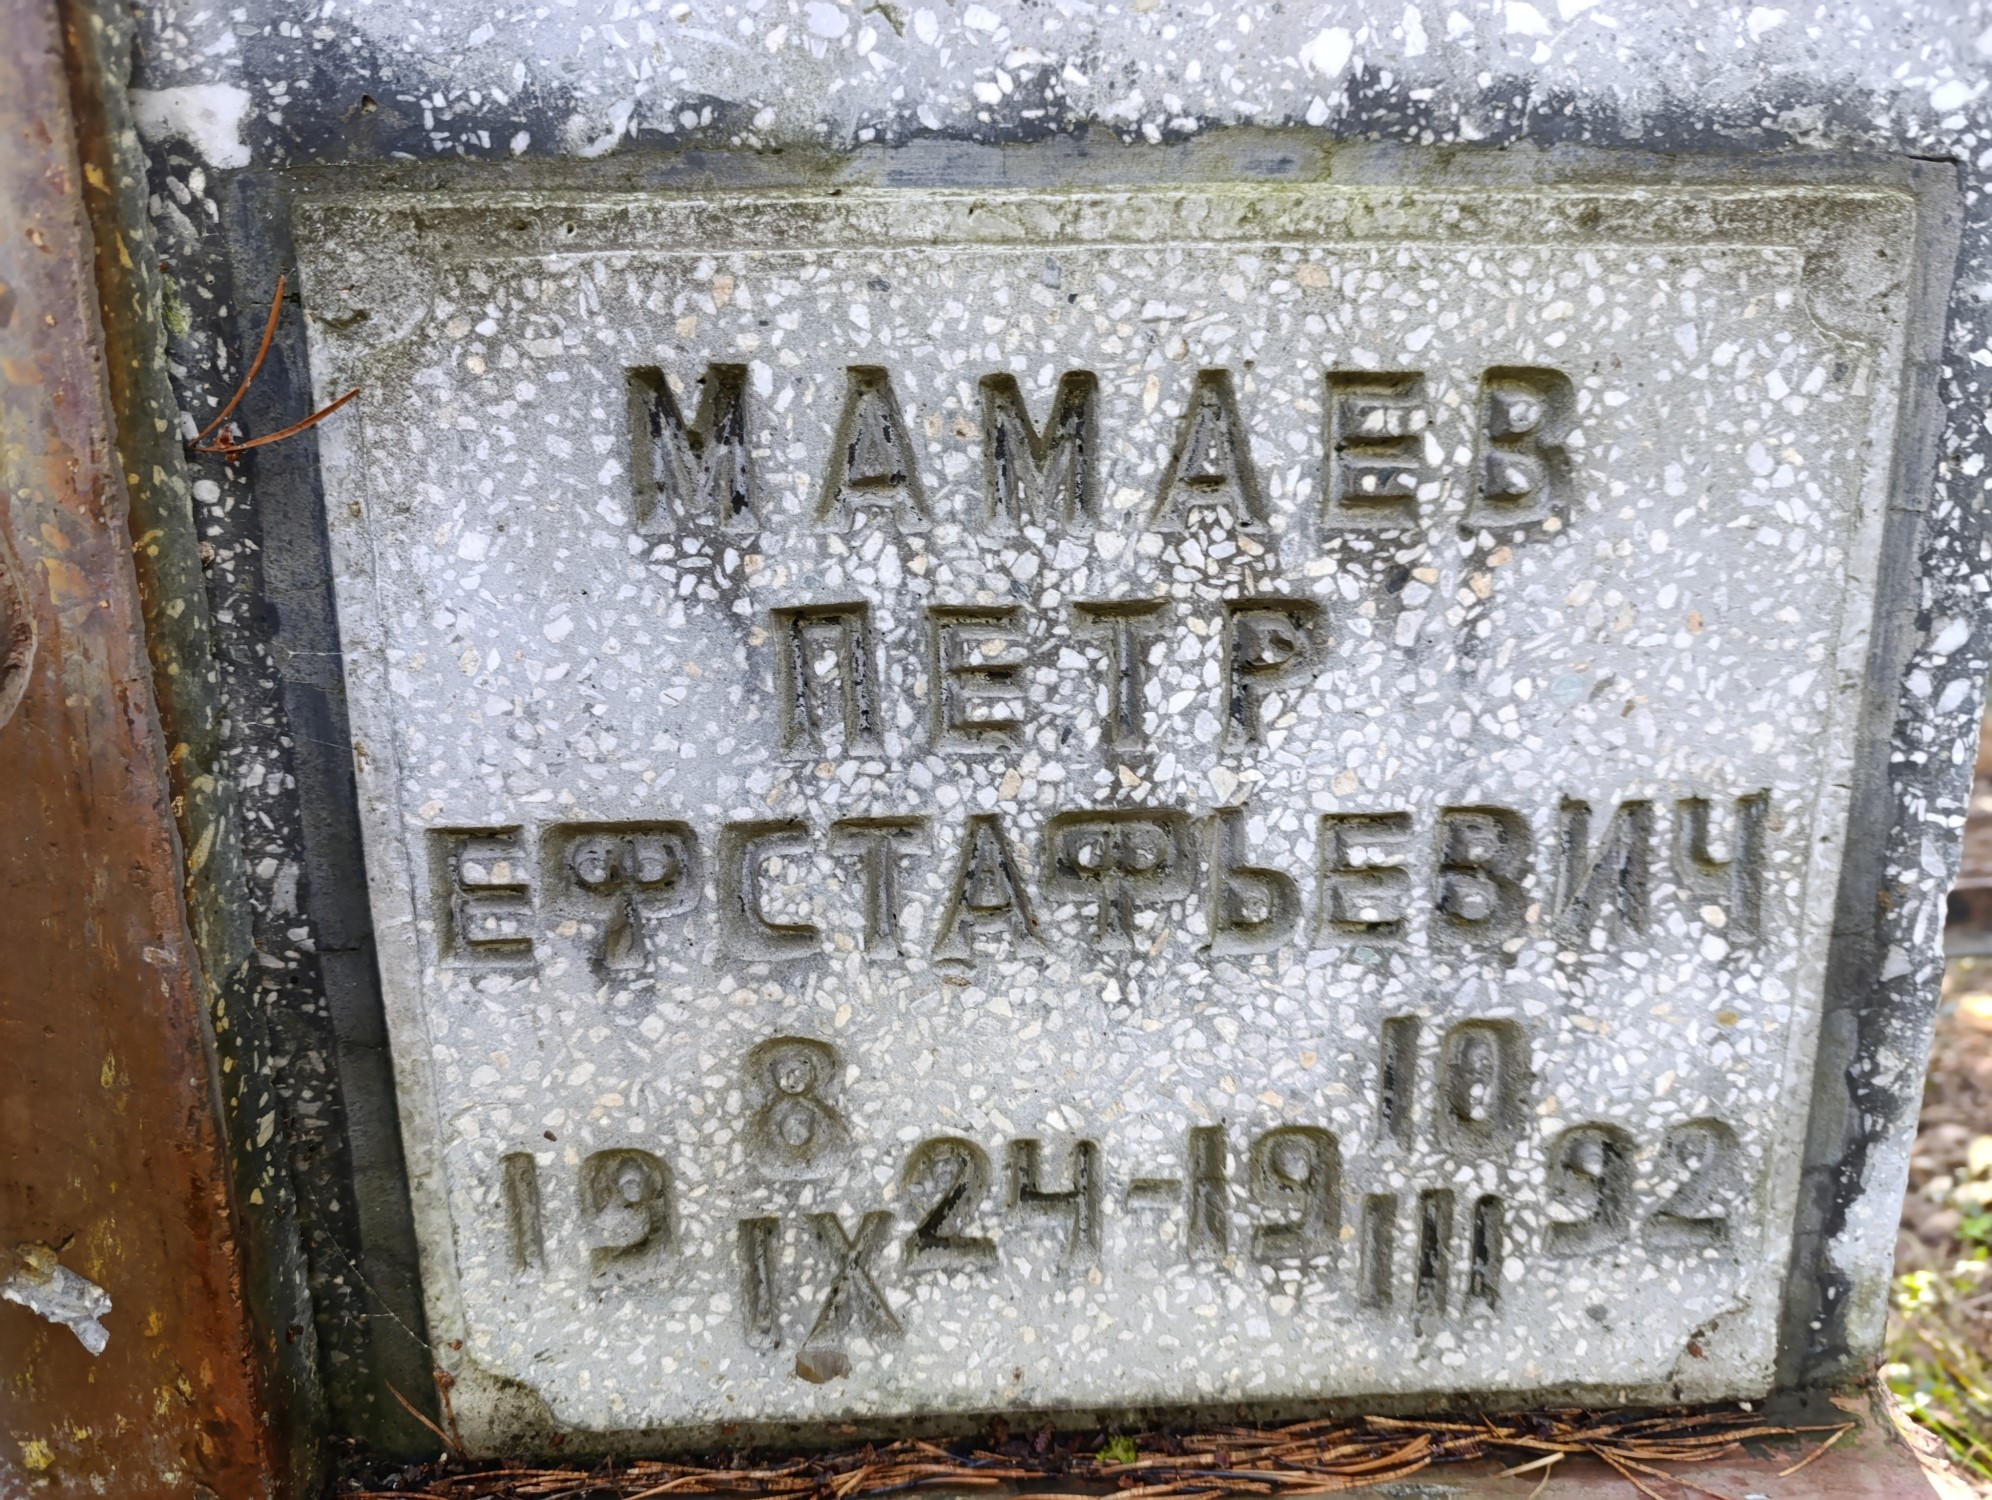 МАМАЕВ
ПЕТР
ЕФСТАФЬЕВИЧ
19 8 IX 24-19 10 III 92